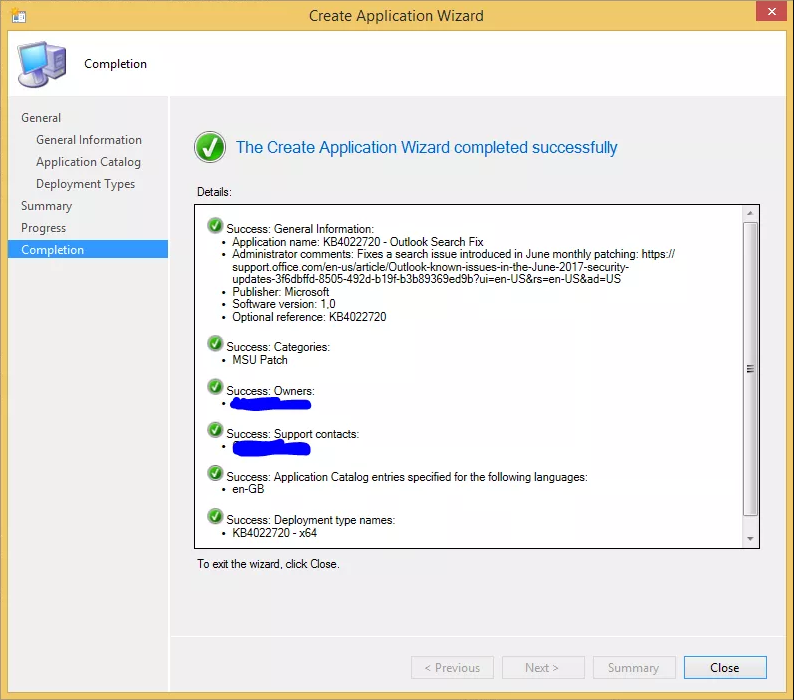 Create Application Wizard
Completion
General
General Information
Application Catalog
Deployment Types
Summary
Progress
Completion
The Create Application Wizard completed successfully
Details:
Success: General Information:
• Application name: KB4022720 - Outlook Search Fix
• Administrator comments: Fixes a search issue introduced in June monthly patching: https://
support.office.com/en-us/article/Outlook-known-issues-in-the-June-2017-security-
updates-3f6dbffd-8505-492d-b19f-b3b89369ed9b?ui=en-US&rs=en-US&ad=US
• Publisher: Microsoft
• Software version: 1,0
• Optional reference: KB4022720
Success: Categories:
• MSU Patch
Success: Owners:
Success: Support contacts:
Success: Application Catalog entries specified for the following languages:
• en-GB
Success: Deployment type names:
• KB4022720 - x64
To exit the wizard, click Close.
< Previous
Next >
Summary
Close